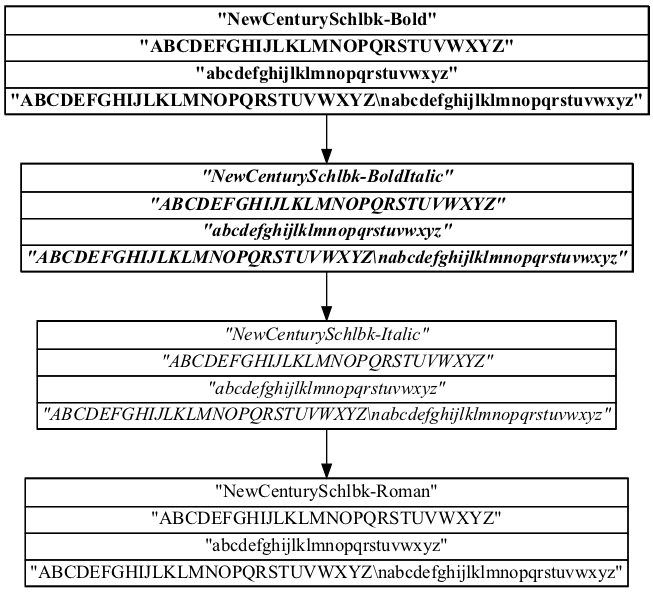 "NewCenturySchlbk-Bold"
"ABCDEFGHIJLKLMNOPQRSTUVWXYZ"
"abcdefghijlklmnopqrstuvwxyz"
"ABCDEFGHIJLKLMNOPQRSTUVWXYZ\nabcdefghijlklmnopqrstuvwxyz"
"NewCenturySchlbk-BoldItalic"
"ABCDEFGHIJLKLMNOPQRSTUVWXYZ"
"abcdefghijlklmnopqrstuvwxyz"
"ABCDEFGHIJLKLMNOPQRSTUVWXYZ\nabcdefghijlklmnopqrstuvwxyz"
"NewCenturySchlbk-Italic"
"ABCDEFGHIJLKLMNOPQRSTUVWXYZ"
"abcdefghijlklmnopqrstuvwxyz"
"ABCDEFGHIJLKLMNOPQRSTUVWXYZ\nabcdefghijlklmnopqrstuvwxyz"
"NewCenturySchlbk-Roman"
"ABCDEFGHIJLKLMNOPQRSTUVWXYZ"
"abcdefghijlklmnopqrstuvwxyz"
"ABCDEFGHIJLKLMNOPQRSTUVWXYZ\nabcdefghijlklmnopqrstuvwxyz"